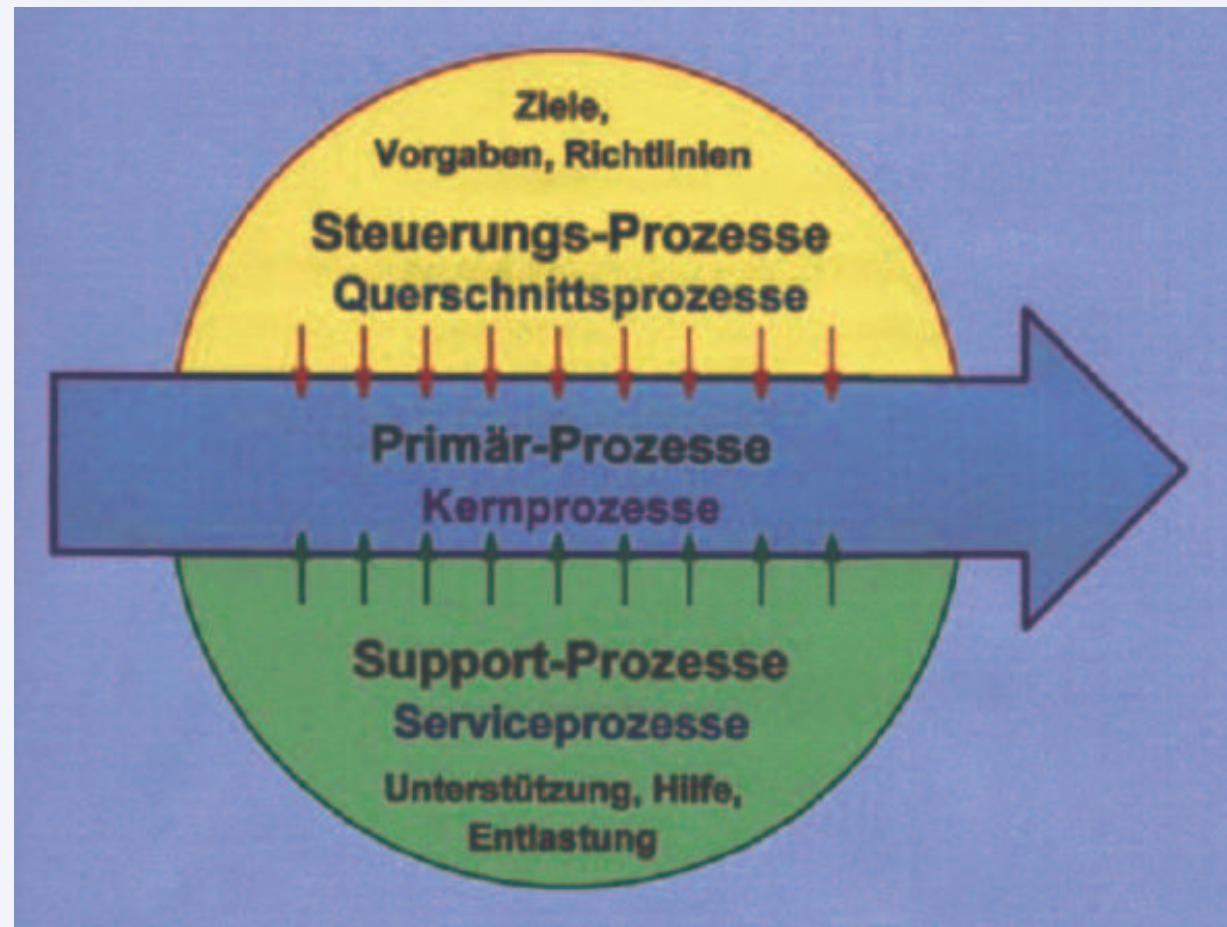 Ziele,
Vorgaben, Richtlinien
Steuerungs-Prozesse
Querschnittsprozesse
Primär-Prozesse
Kernprozesse
Support-Prozesse
Serviceprozesse
Unterstützung, Hilfe,
Entlastung